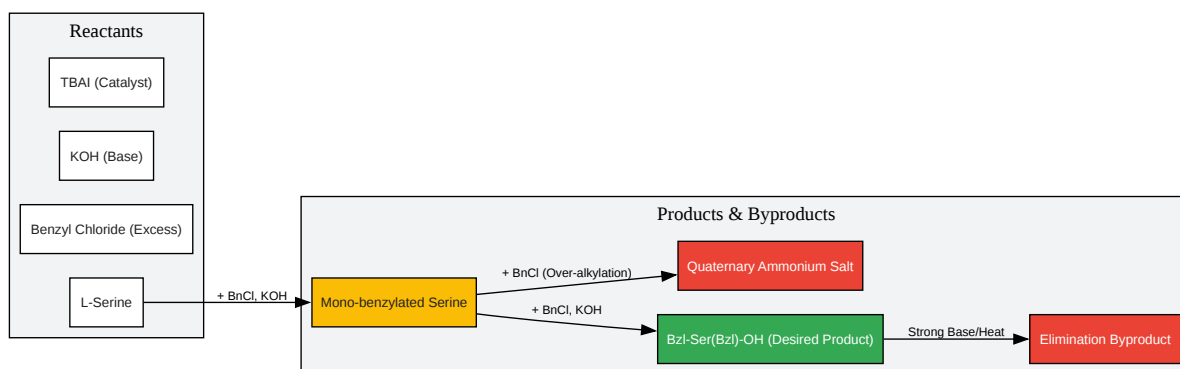 Reactants
TBAI (Catalyst)
KOH (Base)
Benzyl Chloride (Excess)
L-Serine
+ BnCl, KOH
Products & Byproducts
Mono-benzylated Serine
+ BnCl (Over-alkylation)
Quaternary Ammonium Salt
+ BnCl, KOH
Bzl-Ser(Bzl)-OH (Desired Product)
Strong Base/Heat
Elimination Byproduct